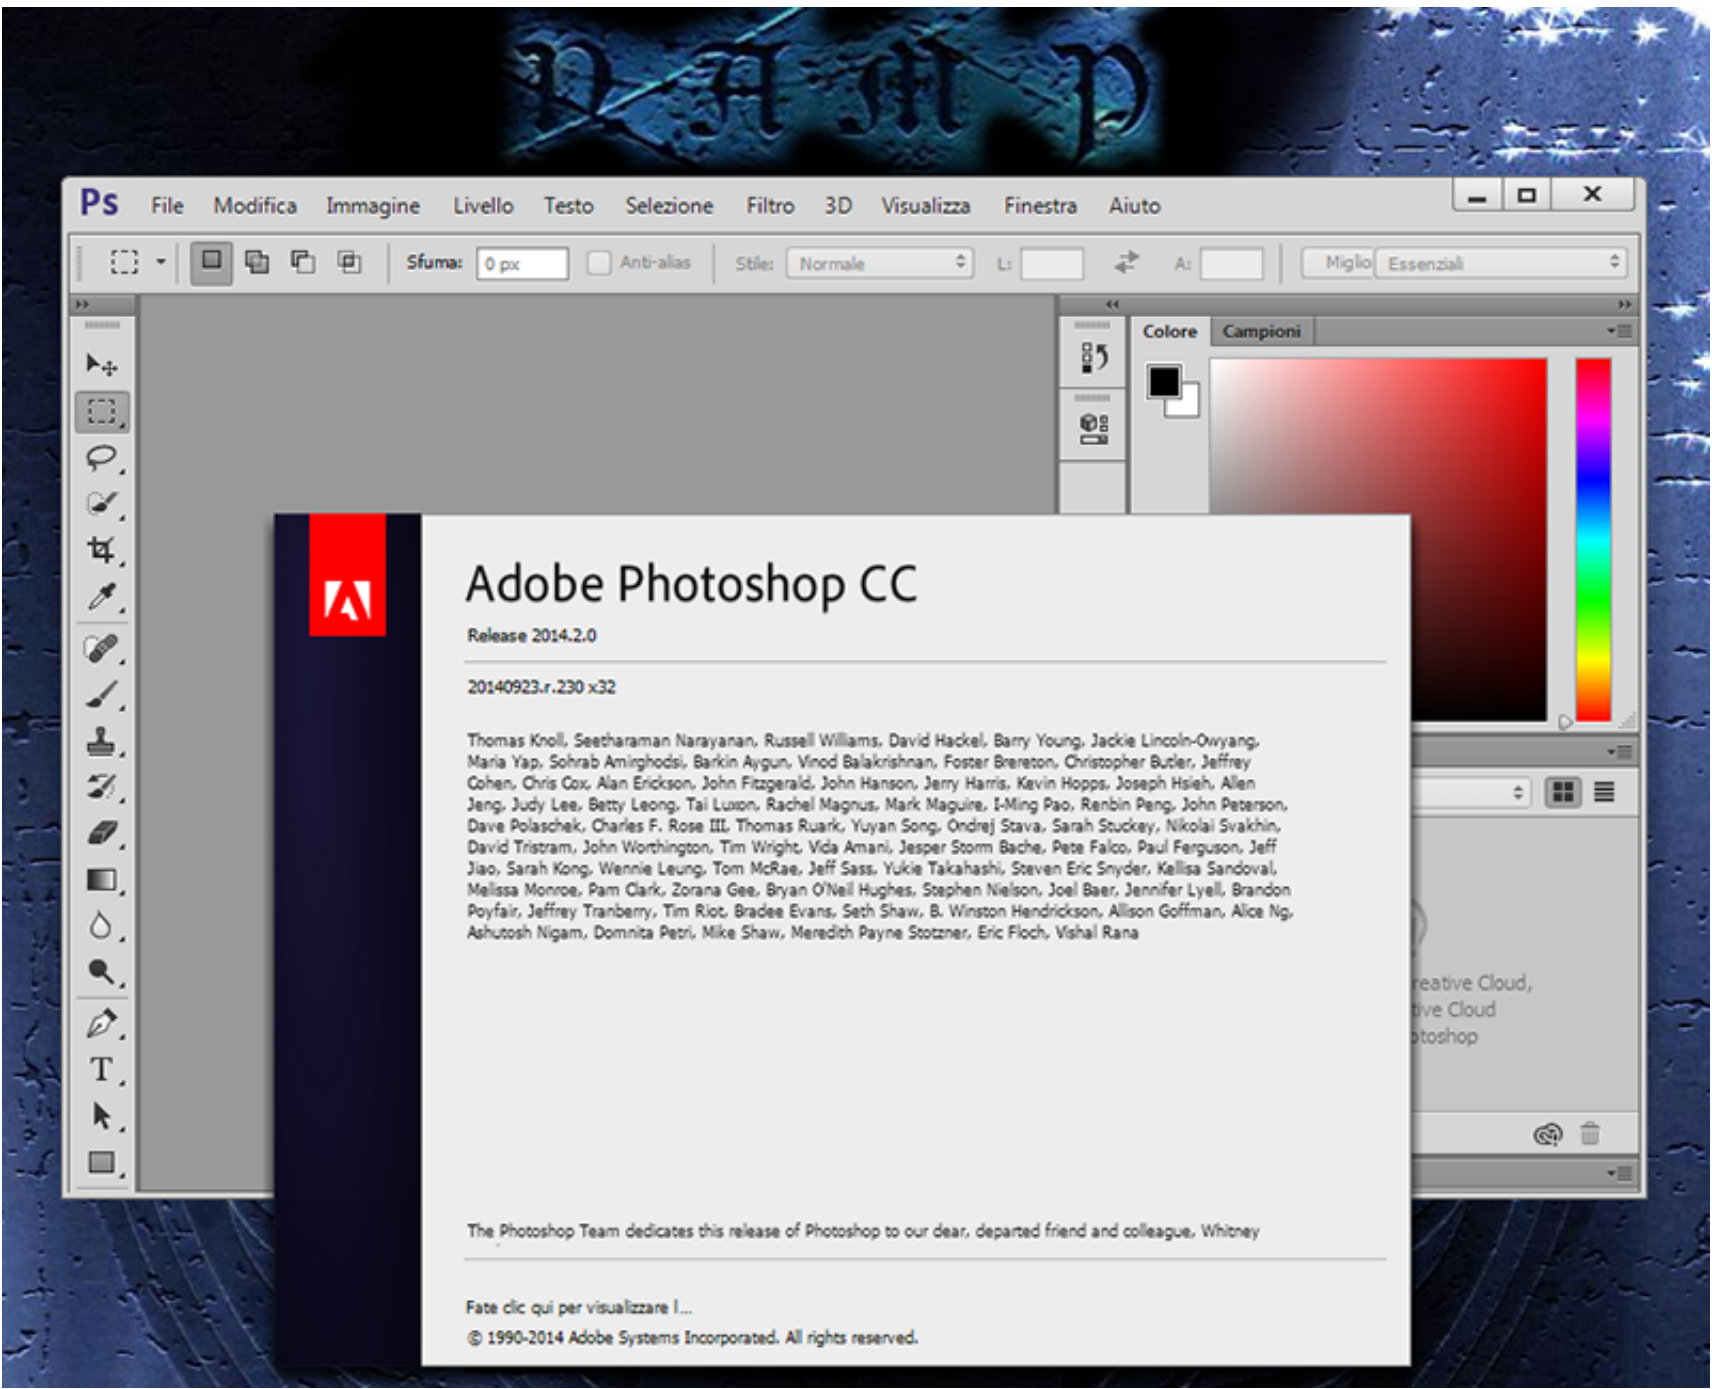 VAMP
Ps File Modifica Immagine Livello Testo Selezione Filtro 3D Visualizza Finestra Aiuto
Sfuma: 0 px Anti-alias Stile: Normale L: A: Miglio Essenziali
Colore Campioni
Adobe Photoshop CC
Release 2014.2.0
20140923.r.230 x32
Thomas Knoll, Seetharaman Narayanan, Russell Williams, David Hackel, Barry Young, Jackie Lincoln-Owyang,
Maria Yap, Sohrab Amirghodsi, Barkin Aygun, Vinod Balakrishnan, Foster Brereton, Christopher Butler, Jeffrey
Cohen, Chris Cox, Alan Erickson, John Fitzgerald, John Hanson, Jerry Harris, Kevin Hopps, Joseph Hsieh, Allen
Jeng, Judy Lee, Betty Leong, Tai Luxon, Rachel Magnus, Mark Maguire, I-Ming Pao, Renbin Peng, John Peterson,
Dave Polaschek, Charles F. Rose III, Thomas Ruark, Yuyan Song, Ondrej Stava, Sarah Stuckey, Nikolai Svakhin,
David Tristram, John Worthington, Tim Wright, Vida Amani, Jesper Storm Bache, Pete Falco, Paul Ferguson, Jeff
Jiao, Sarah Kong, Wennie Leung, Tom McRae, Jeff Sass, Yukie Takahashi, Steven Eric Snyder, Kellisa Sandoval,
Melissa Monroe, Pam Clark, Zorana Gee, Bryan O'Neil Hughes, Stephen Nielson, Joel Baer, Jennifer Lyell, Brandon
Poyfair, Jeffrey Tranberry, Tim Riot, Bradee Evans, Seth Shaw, B. Winston Hendrickson, Allison Goffman, Alice Ng,
Ashutosh Nigam, Domnita Petri, Mike Shaw, Meredith Payne Stotzner, Eric Floch, Vishal Rana
reative Cloud,
tive Cloud
otoshop
The Photoshop Team dedicates this release of Photoshop to our dear, departed friend and colleague, Whitney
Fate clic qui per visualizzare l...
© 1990-2014 Adobe Systems Incorporated. All rights reserved.